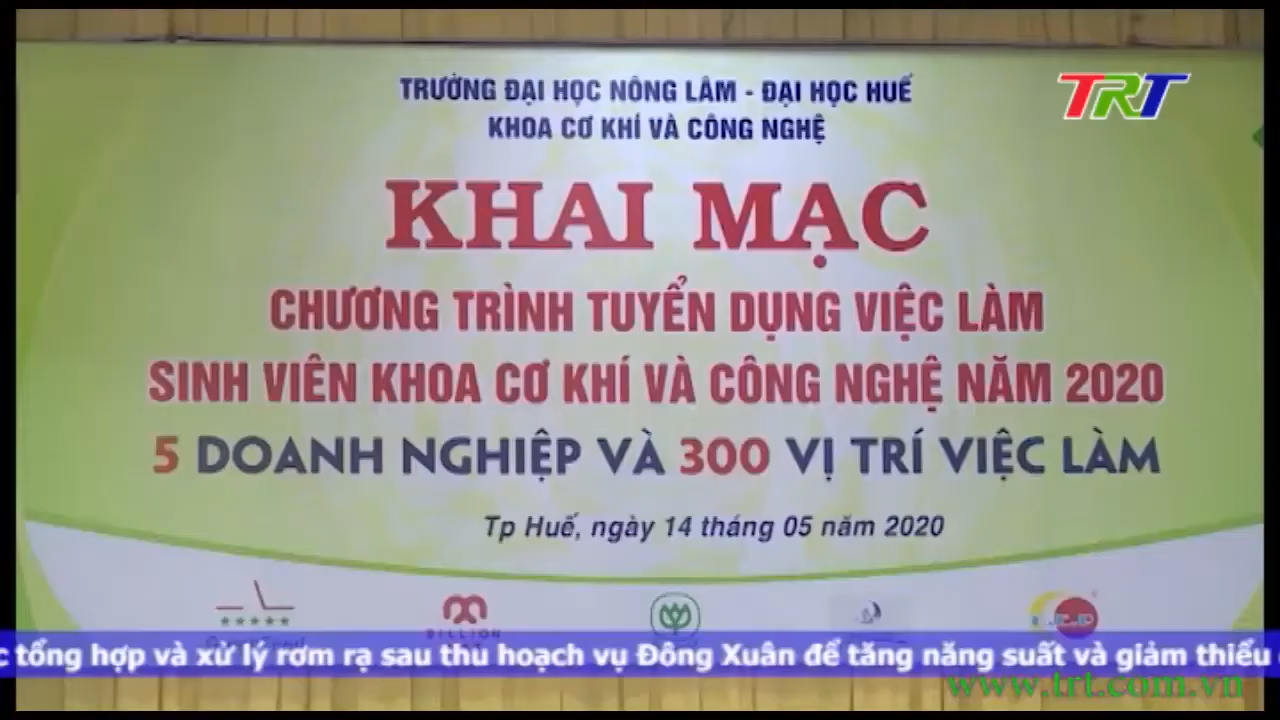 TRƯỜNG ĐẠI HỌC NÔNG LÂM - ĐẠI HỌC HUẾ
TRT
KHOA CƠ KHÍ VÀ CÔNG NGHỆ
KHAI MẠC
CHƯƠNG TRÌNH TUYỂN DỤNG VIỆC LÀM
SINH VIÊN KHOA CƠ KHÍ VÀ CÔNG NGHỆ NĂM 2020
5 DOANH NGHIỆP VÀ 300 VỊ TRÍ VIỆC LÀM
Tp Huế, ngày 14 tháng 05 năm 2020
BILLION
tổng hợp và xử lý rơm rạ sau thu hoạch vụ Đông Xuân để tăng năng suất và giảm thiểu
www.trt.com.vn